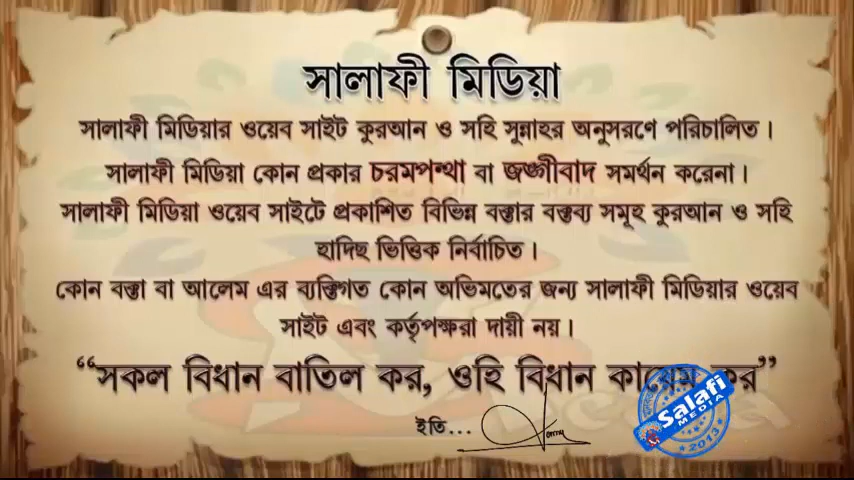 সালাফী মিডিয়া
সালাফী মিডিয়ার ওয়েব সাইট কুরআন ও সহি সুন্নাহর অনুসরণে পরিচালিত।
সালাফী মিডিয়া কোন প্রকার চরমপন্থা বা জঙ্গীবাদ সমর্থন করেনা।
সালাফী মিডিয়া ওয়েব সাইটে প্রকাশিত বিভিন্ন বক্তার বক্তব্য সমূহ কুরআন ও সহি
হাদিছ ভিত্তিক নির্বাচিত।
কোন বক্তা বা আলেম এর ব্যক্তিগত কোন অভিমতের জন্য সালাফী মিডিয়ার ওয়েব
সাইট এবং কর্তৃপক্ষরা দায়ী নয়।
“সকল বিধান বাতিল কর, ওহি বিধান কায়েম কর”
ইতি...
Salafi
MEDIA
2013